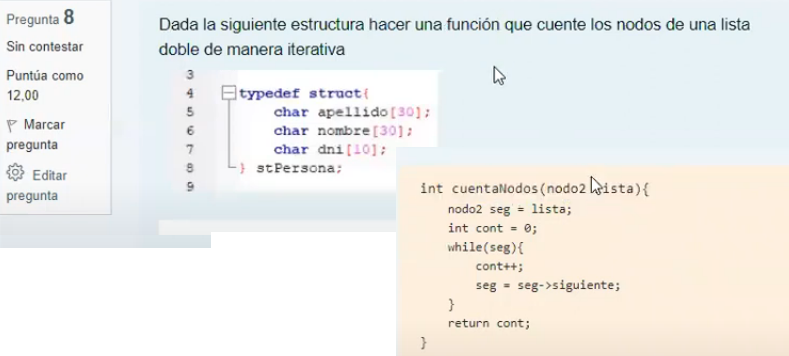 Pregunta 8
Sin contestar
Puntúa como
12,00
Marcar
pregunta
Editar
pregunta
Dada la siguiente estructura hacer una función que cuente los nodos de una lista
doble de manera iterativa
3
4 typedef struct{
5 char apellido[30];
6 char nombre[30];
7 char dni[10];
8 } stPersona;
9
int cuentaNodos(nodo2 lista){
nodo2 seg = lista;
int cont = 0;
while(seg){
cont++;
seg = seg->siguiente;
}
return cont;
}